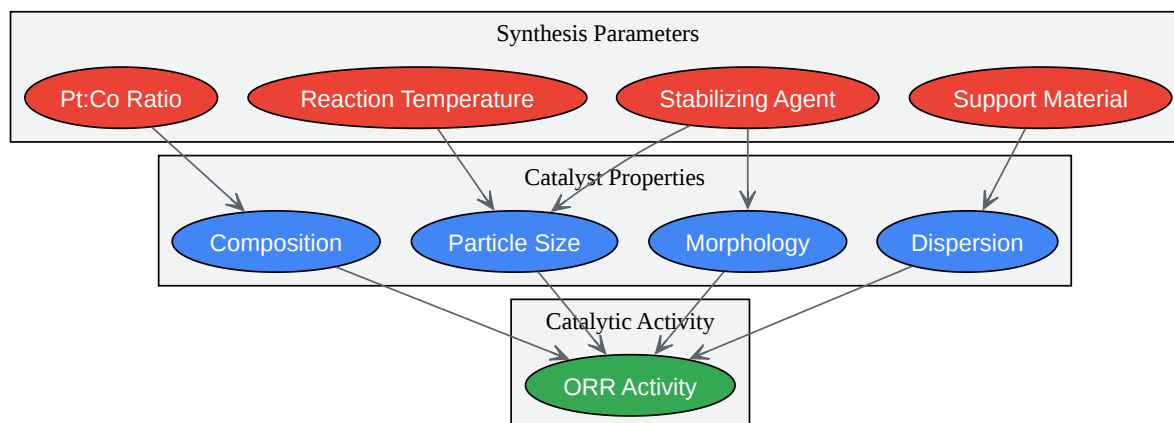 Synthesis Parameters
Pt:Co Ratio
Reaction Temperature
Stabilizing Agent
Support Material
Catalyst Properties
Composition
Particle Size
Morphology
Dispersion
Catalytic Activity
ORR Activity